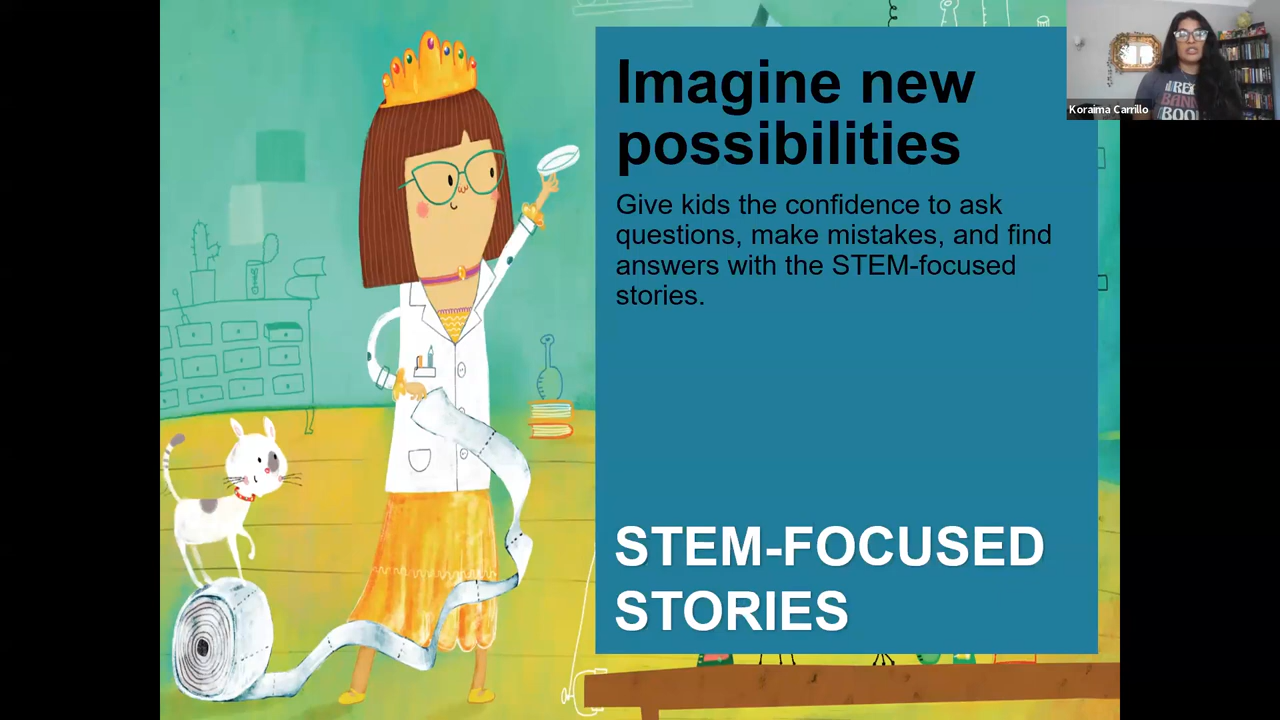 Imagine new
possibilities
Give kids the confidence to ask
questions, make mistakes, and find
answers with the STEM-focused
stories.
STEM-FOCUSED
STORIES
Koraima Carrillo